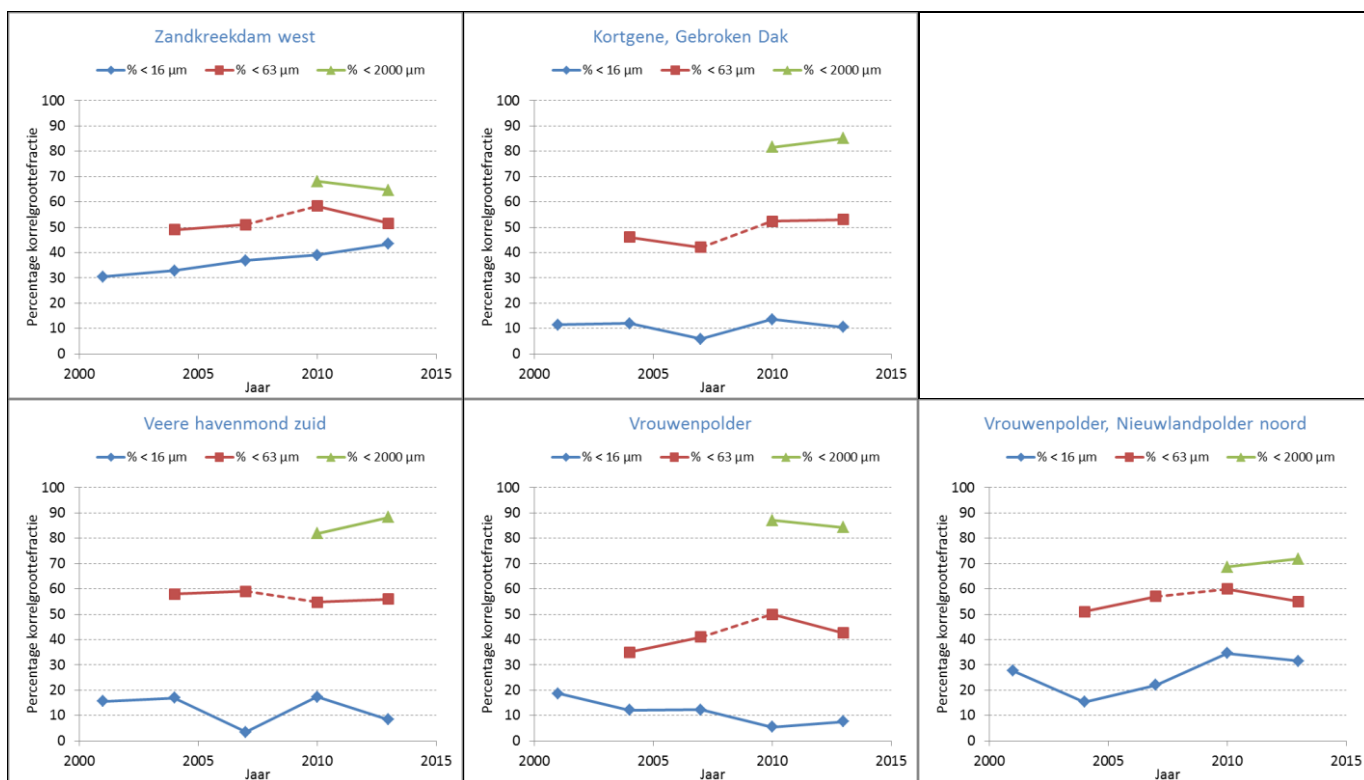 Zandkreekdam west
% < 16 µm % < 63 µm % < 2000 µm
Percentage korrelgroottefractie
100
90
80
70
60
50
40
30
20
10
0
2000 2005 2010 2015
Jaar
Kortgene, Gebroken Dak
% < 16 µm % < 63 µm % < 2000 µm
Percentage korrelgroottefractie
100
90
80
70
60
50
40
30
20
10
0
2000 2005 2010 2015
Jaar
Veere havenmond zuid
% < 16 µm % < 63 µm % < 2000 µm
Percentage korrelgroottefractie
100
90
80
70
60
50
40
30
20
10
0
2000 2005 2010 2015
Jaar
Vrouwenpolder
% < 16 µm % < 63 µm % < 2000 µm
Percentage korrelgroottefractie
100
90
80
70
60
50
40
30
20
10
0
2000 2005 2010 2015
Jaar
Vrouwenpolder, Nieuwlandpolder noord
% < 16 µm % < 63 µm % < 2000 µm
Percentage korrelgroottefractie
100
90
80
70
60
50
40
30
20
10
0
2000 2005 2010 2015
Jaar